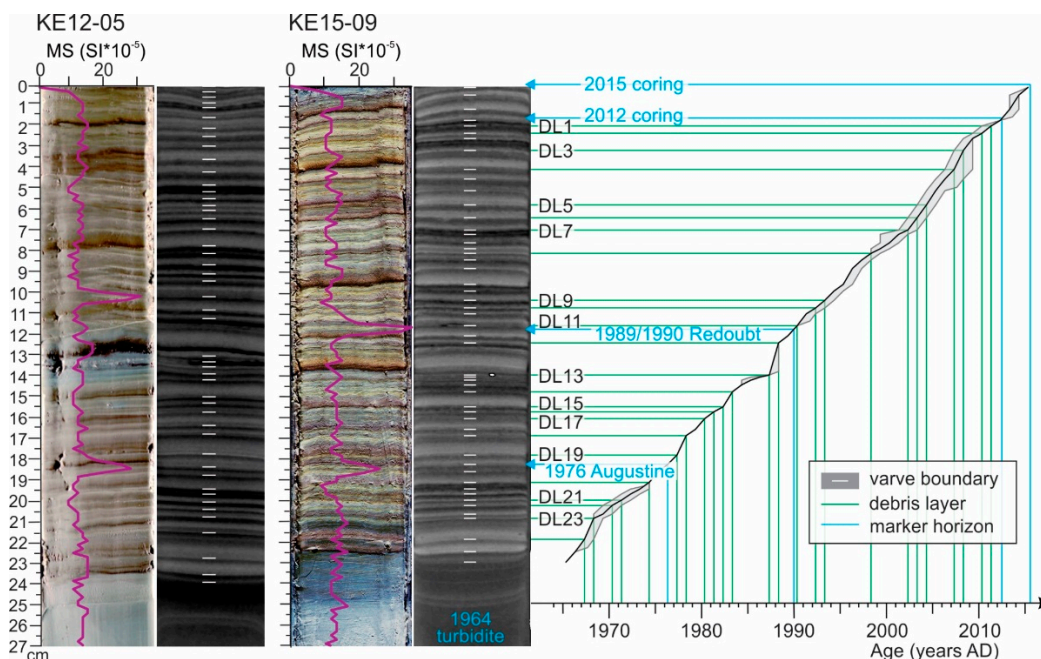 KE12-05
KE15-09
MS (SI*10⁻⁵)
MS (SI*10⁻⁵)
0 20
0 20
0
1
2
3
4
5
6
7
8
9
10
11
12
13
14
15
16
17
18
19
20
21
22
23
24
25
26
27
cm
2015 coring
2012 coring
DL1
DL3
DL5
DL7
DL9
DL11
1989/1990 Redoubt
DL13
DL15
DL17
DL19
1976 Augustine
DL21
DL23
varve boundary
debris layer
marker horizon
1964
turbidite
1970 1980 1990 2000 2010
Age (years AD)